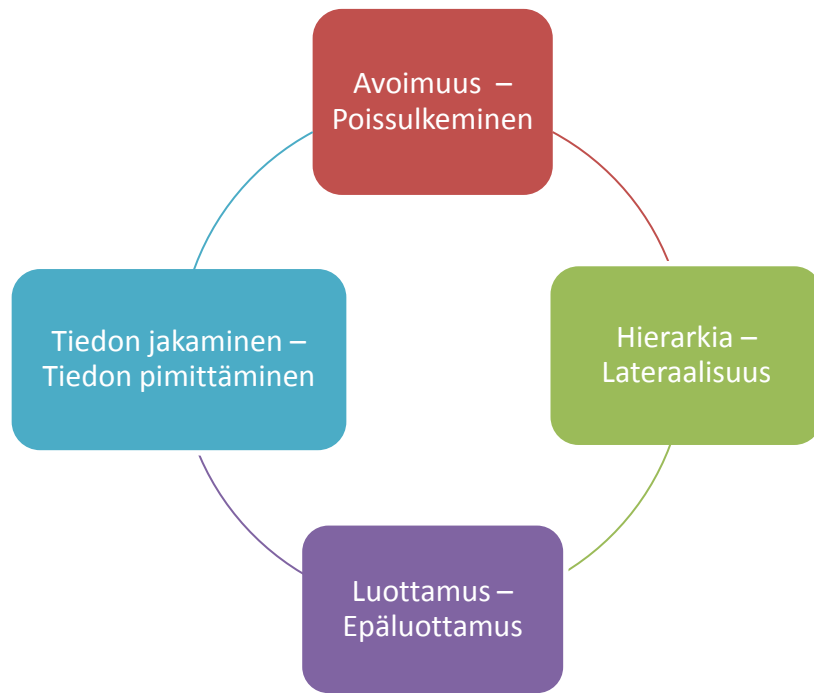 Avoimuus –
Poissulkeminen
Hierarkia –
Lateraalisuus
Luottamus –
Epäluottamus
Tiedon jakaminen –
Tiedon pimittäminen